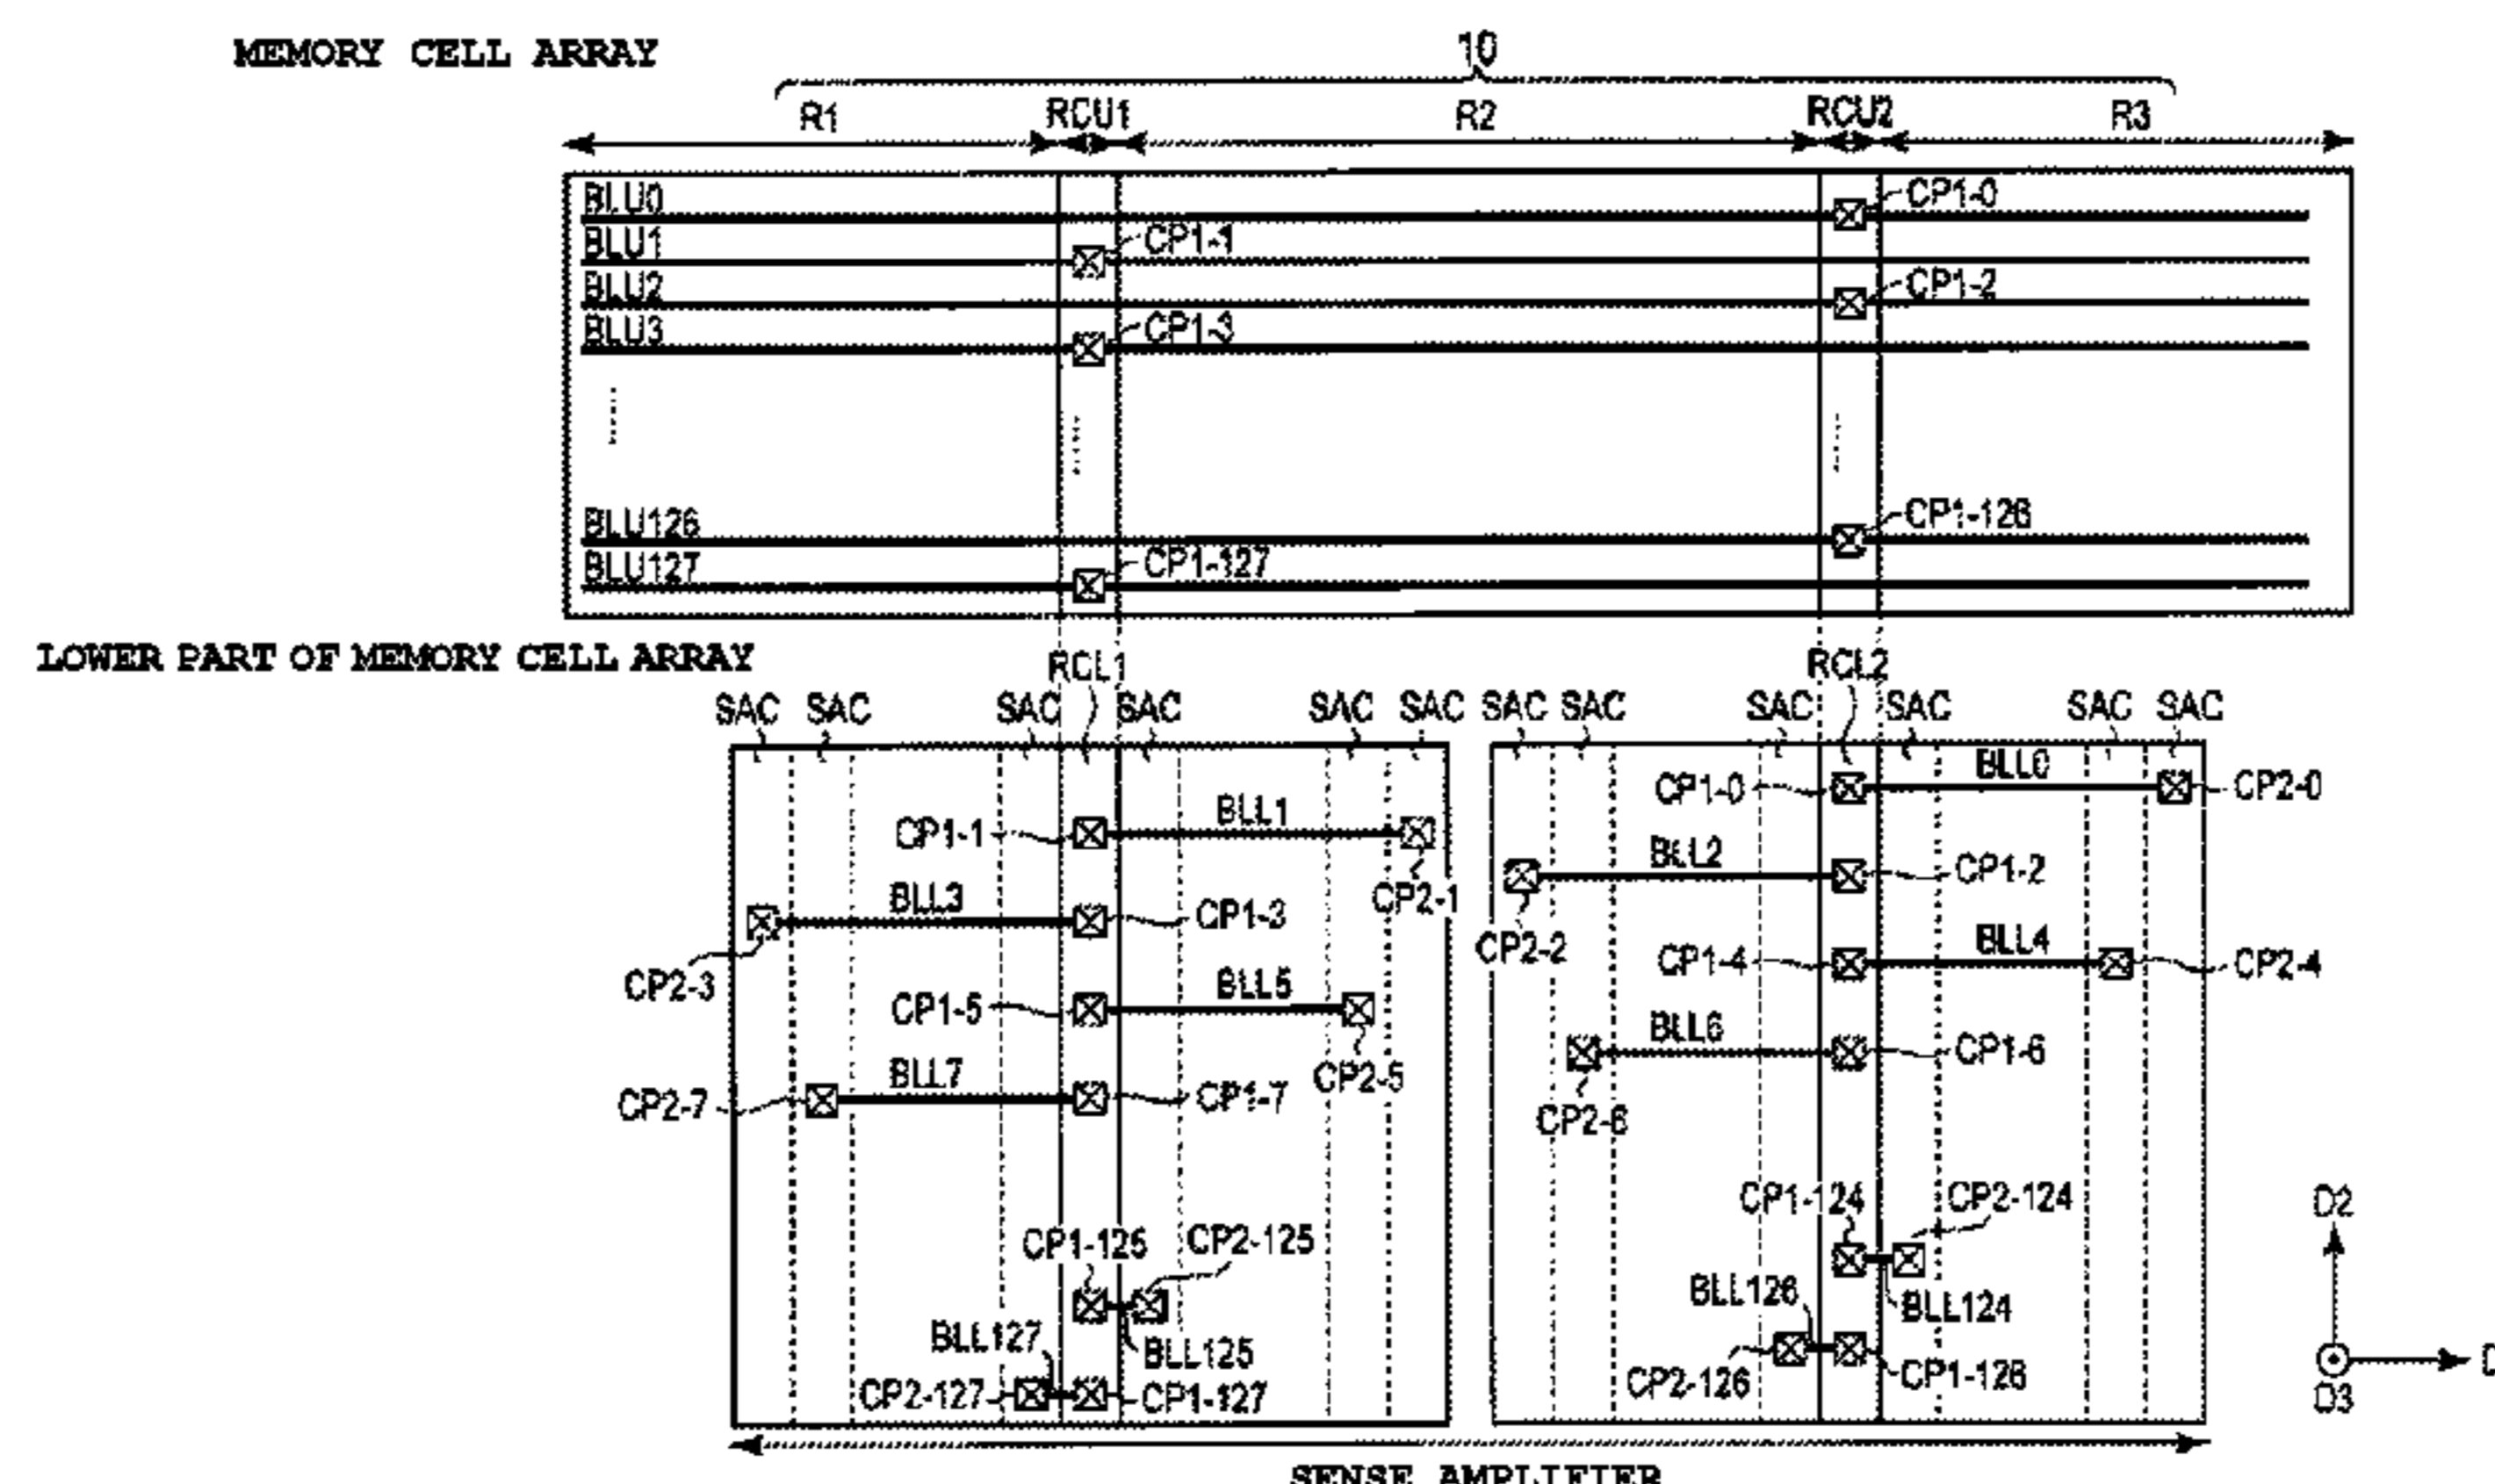 MEMORY CELL ARRAY
10
R1 RCU1 R2 RCU2 R3
BLU0 CP1-0
BLU1 CP1-1
BLU2 CP1-2
BLU3 CP1-3
BLU126 CP1-126
BLU127 CP1-127
LOWER PART OF MEMORY CELL ARRAY
RCL1 RCL2
SAC SAC SAC SAC SAC SAC SAC SAC SAC SAC SAC SAC
CP1-0 BLL0 CP2-0
CP1-1 BLL1 CP2-1
CP2-2 BLL2 CP1-2
CP2-3 BLL3 CP1-3
CP1-4 BLL4 CP2-4
CP1-5 BLL5 CP2-5
CP2-6 BLL6 CP1-6
CP2-7 BLL7 CP1-7
CP1-124 CP2-124
BLL124
CP1-125 CP2-125
BLL125
BLL126
CP2-126 CP1-126
BLL127
CP2-127 CP1-127
D2
D3
SENSE AMPLIFIER